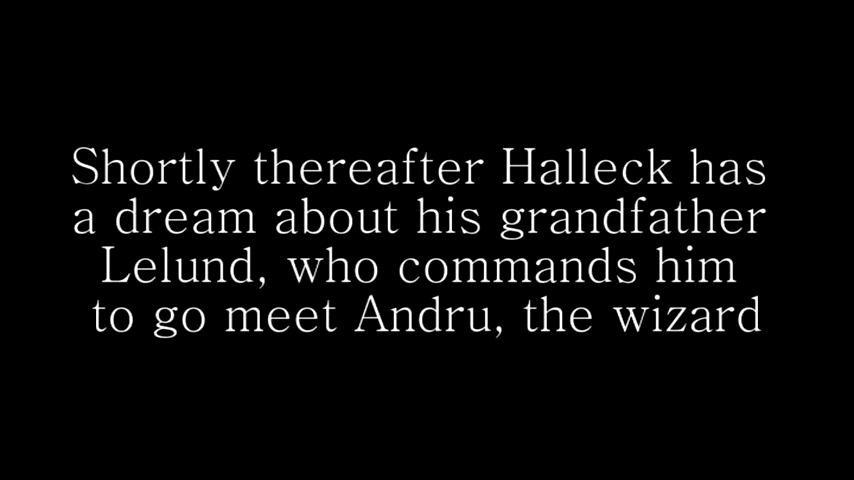 Shortly thereafter Halleck has
a dream about his grandfather
Lelund, who commands him
to go meet Andru, the wizard